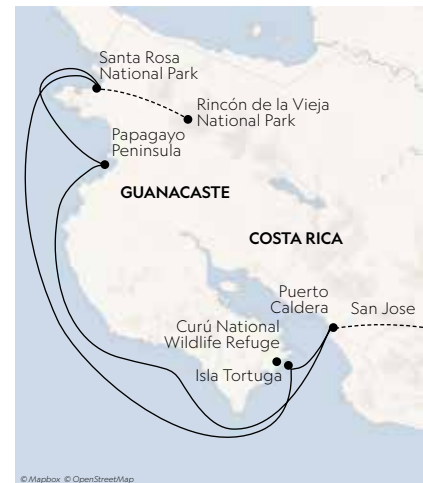 Santa Rosa
National Park
Rincón de la Vieja
National Park
Papagayo
Peninsula
GUANACASTE
COSTA RICA
Puerto
Caldera
San Jose
Curú National
Wildlife Refuge
Isla Tortuga
© Mapbox © OpenStreetMap